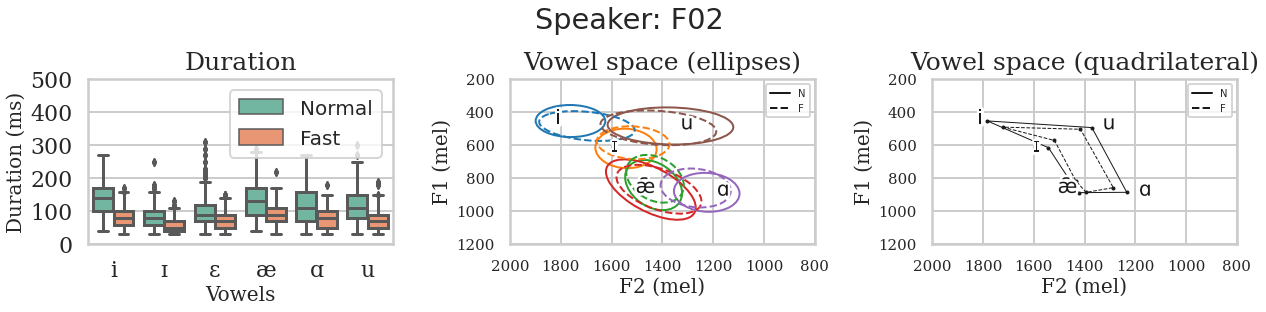 Speaker: F02
Duration
Duration (ms)
500
400
300
200
100
0
Normal
Fast
i ɪ ɛ æ ɑ u
Vowels
Vowel space (ellipses)
F1 (mel)
200
400
600
800
1000
1200
N
F
i
u
ɪ
æ
ɑ
2000 1800 1600 1400 1200 1000 800
F2 (mel)
Vowel space (quadrilateral)
F1 (mel)
200
400
600
800
1000
1200
N
F
i
u
ɪ
æ
ɑ
2000 1800 1600 1400 1200 1000 800
F2 (mel)